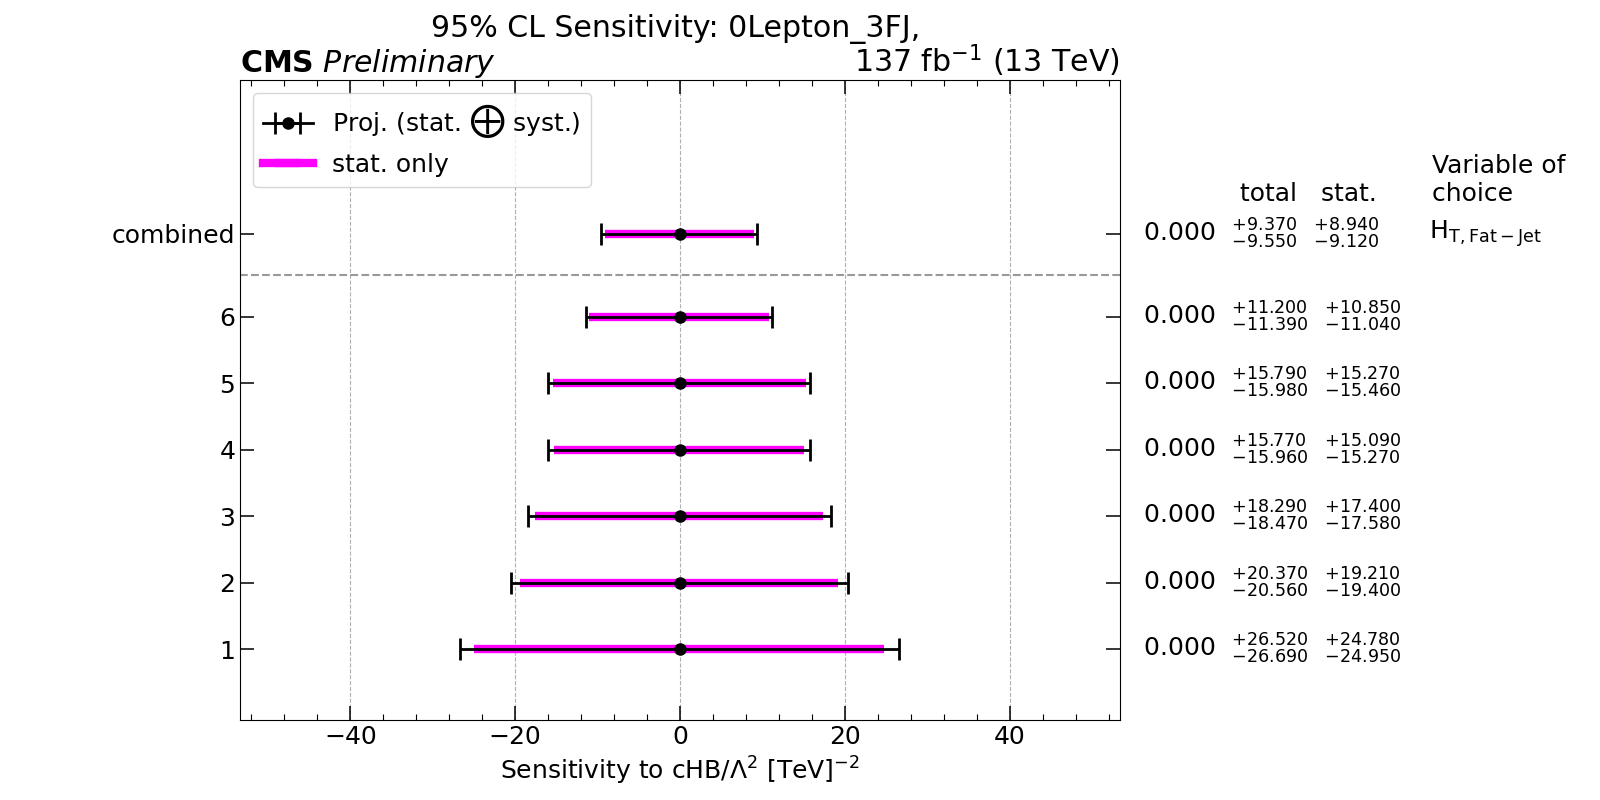 95% CL Sensitivity: 0Lepton_3FJ,
CMS Preliminary 137 fb⁻¹ (13 TeV)
Proj. (stat. ⊕ syst.)
stat. only
Variable of
total stat. choice
combined 0.000 +9.370 −9.550 +8.940 −9.120 H_T, Fat−Jet
6 0.000 +11.200 −11.390 +10.850 −11.040
5 0.000 +15.790 −15.980 +15.270 −15.460
4 0.000 +15.770 −15.960 +15.090 −15.270
3 0.000 +18.290 −18.470 +17.400 −17.580
2 0.000 +20.370 −20.560 +19.210 −19.400
1 0.000 +26.520 −26.690 +24.780 −24.950
−40 −20 0 20 40
Sensitivity to cHB/Λ² [TeV]⁻²